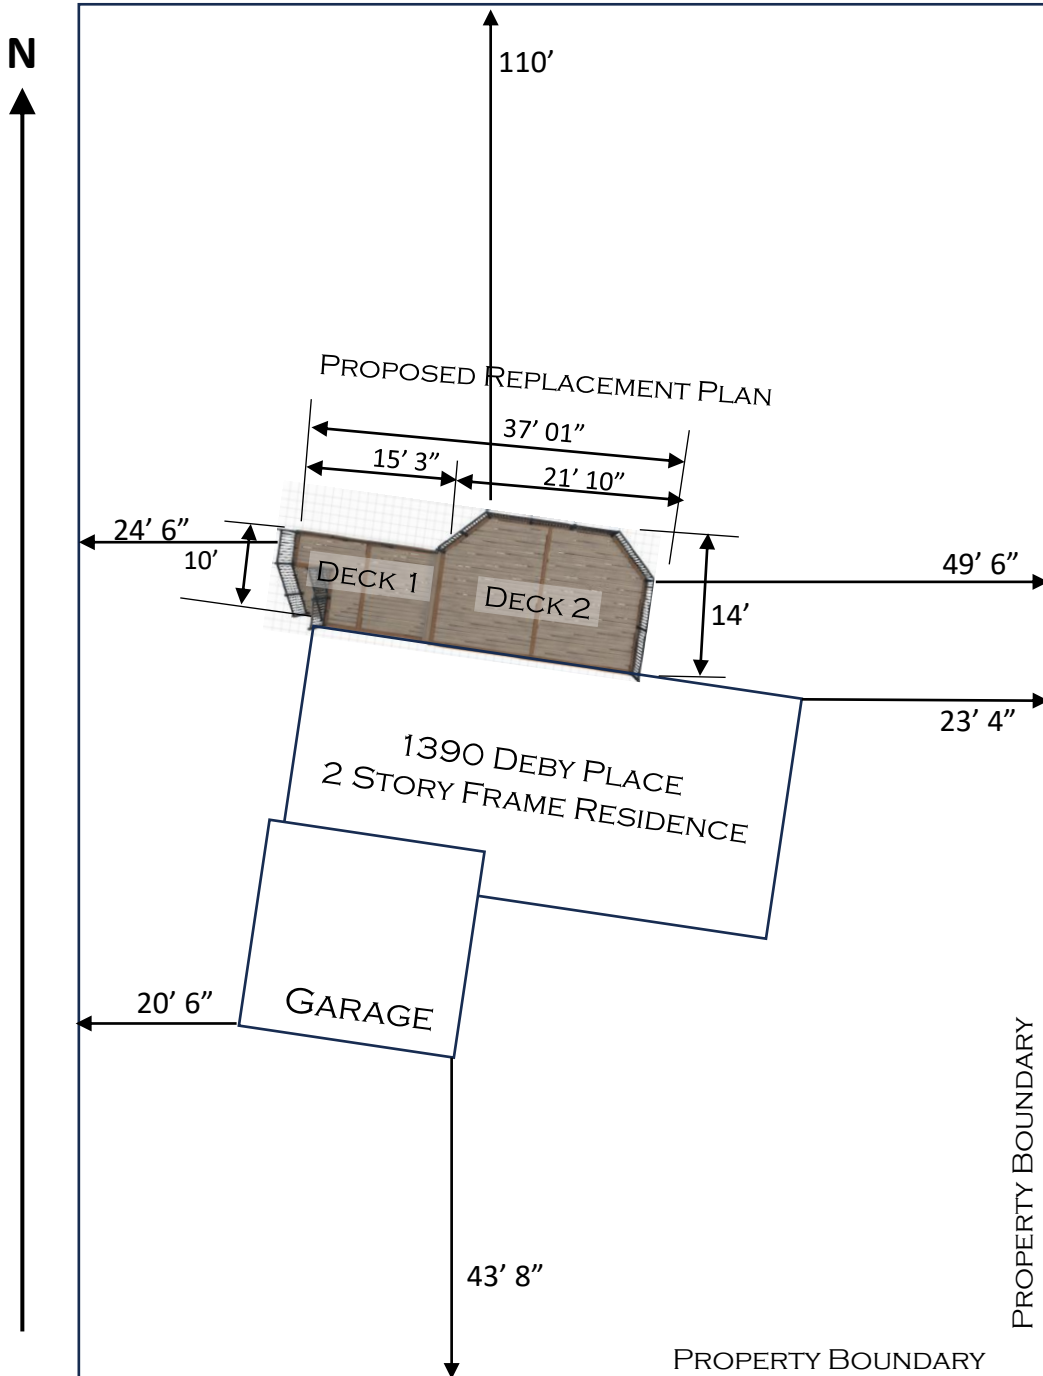 N
110’
PROPOSED REPLACEMENT PLAN
37’ 01”
15’ 3”
21’ 10”
24’ 6”
10’
DECK 1
DECK 2
49’ 6”
14’
23’ 4”
1390 DEBY PLACE
2 STORY FRAME RESIDENCE
20’ 6”
GARAGE
43’ 8”
PROPERTY BOUNDARY
PROPERTY BOUNDARY